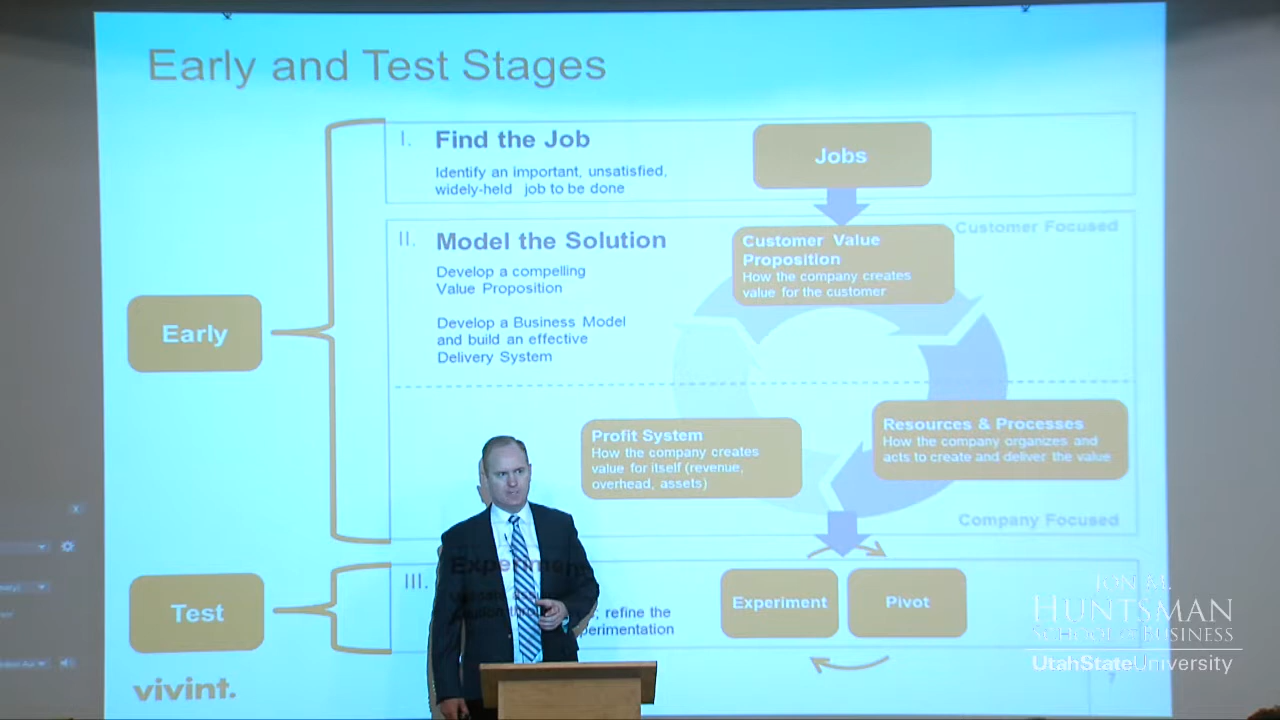 Early and Test Stages
I. Find the Job
Identify an important, unsatisfied,
widely-held job to be done
Jobs
II. Model the Solution
Develop a compelling
Value Proposition
Develop a Business Model
and build an effective
Delivery System
Customer Focused
Customer Value
Proposition
How the company creates
value for the customer
Early
Profit System
How the company creates
value for itself (revenue,
overhead, assets)
Resources & Processes
How the company organizes and
acts to create and deliver the value
Company Focused
Test
III. Experiment
refine the
Experiment
Pivot
vivint.
7
JON M.
HUNTSMAN
SCHOOL OF BUSINESS
UtahStateUniversity